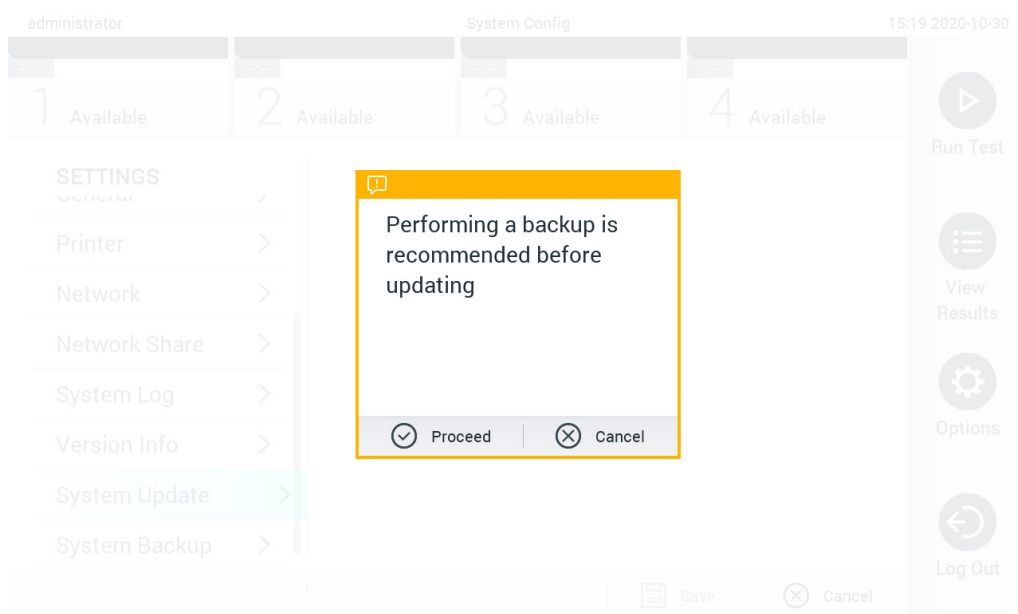 administrator System Config 15:19 2020-10-30
1 Available 2 Available 3 Available 4 Available
Run Test
SETTINGS
General
Printer
Network
Network Share
System Log
Version Info
System Update
System Backup
Performing a backup is
recommended before
updating
Proceed Cancel
View
Results
Options
Log Out
Save Cancel